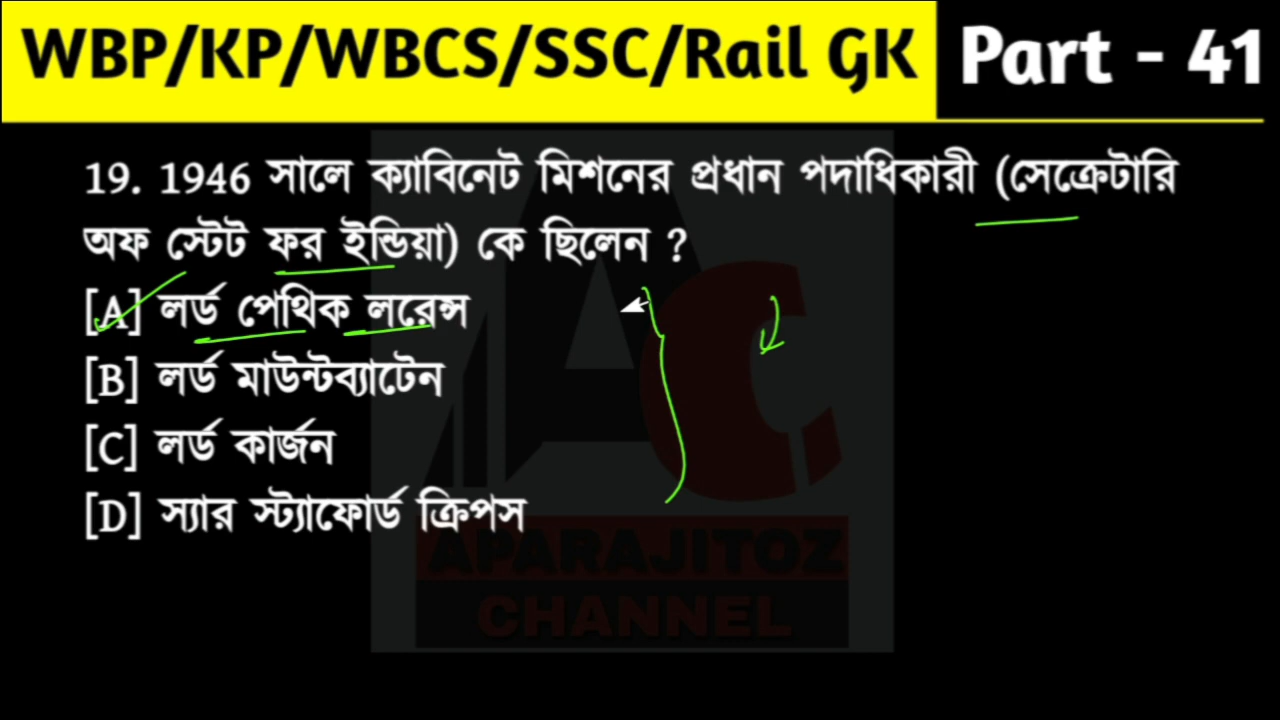 WBP/KP/WBCS/SSC/Rail GK Part - 41
19. 1946 সালে ক্যাবিনেট মিশনের প্রধান পদাধিকারী (সেক্রেটারি
অফ স্টেট ফর ইন্ডিয়া) কে ছিলেন ?
[A] লর্ড পেথিক লরেন্স
[B] লর্ড মাউন্টব্যাটেন
[C] লর্ড কার্জন
[D] স্যার স্ট্যাফোর্ড ক্রিপস
APARAJITOZ
CHANNEL